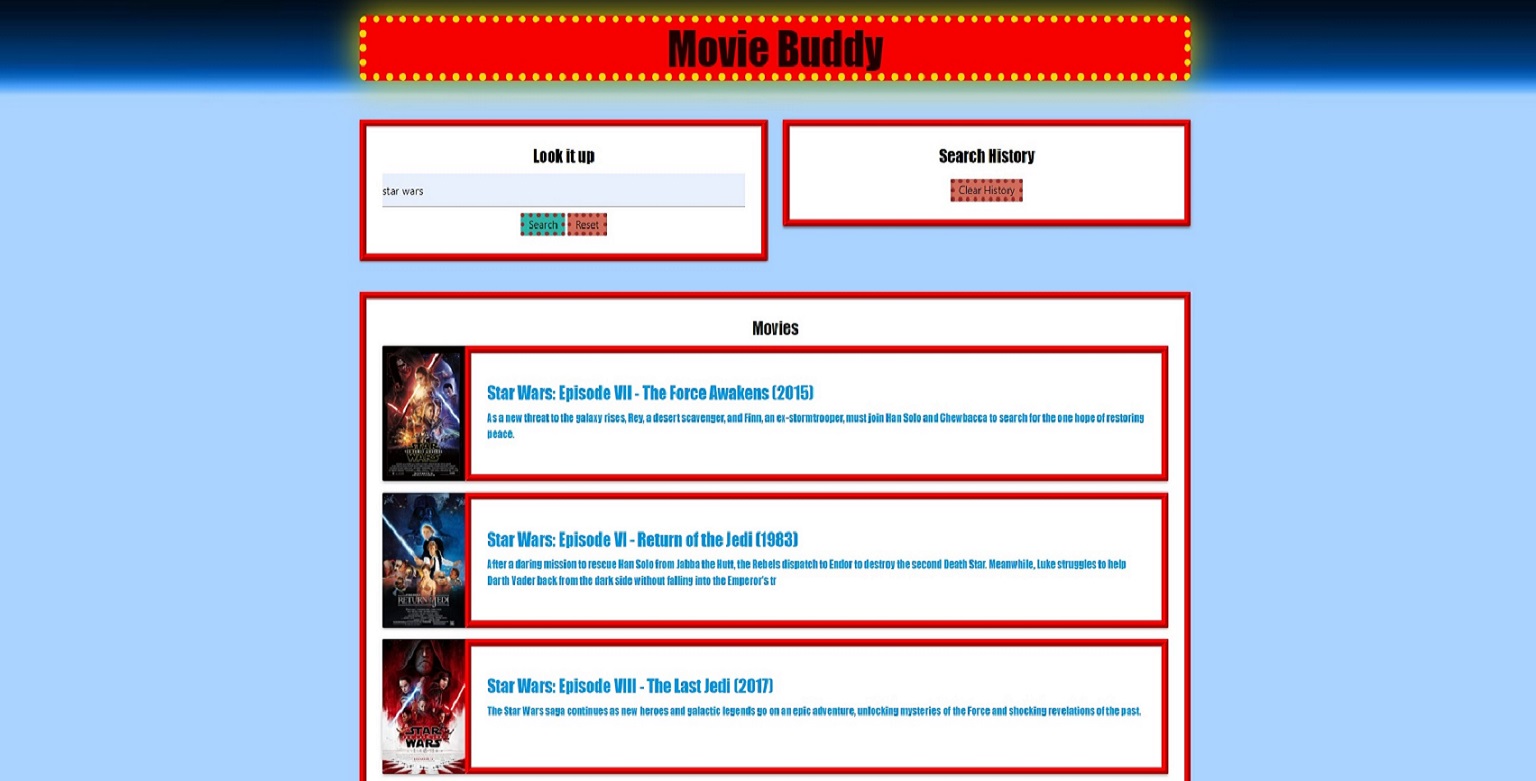 Movie Buddy
Look it up
star wars
Search Reset
Search History
Clear History
Movies
Star Wars: Episode VII - The Force Awakens (2015)
As a new threat to the galaxy rises, Rey, a desert scavenger, and Finn, an ex-stormtrooper, must join Han Solo and Chewbacca to search for the one hope of restoring
peace.
Star Wars: Episode VI - Return of the Jedi (1983)
After a daring mission to rescue Han Solo from Jabba the Hutt, the Rebels dispatch to Endor to destroy the second Death Star. Meanwhile, Luke struggles to help
Darth Vader back from the dark side without falling into the Emperor's tr
RETURN OF THE JEDI
Star Wars: Episode VIII - The Last Jedi (2017)
The Star Wars saga continues as new heroes and galactic legends go on an epic adventure, unlocking mysteries of the Force and shocking revelations of the past.
STAR
WARS